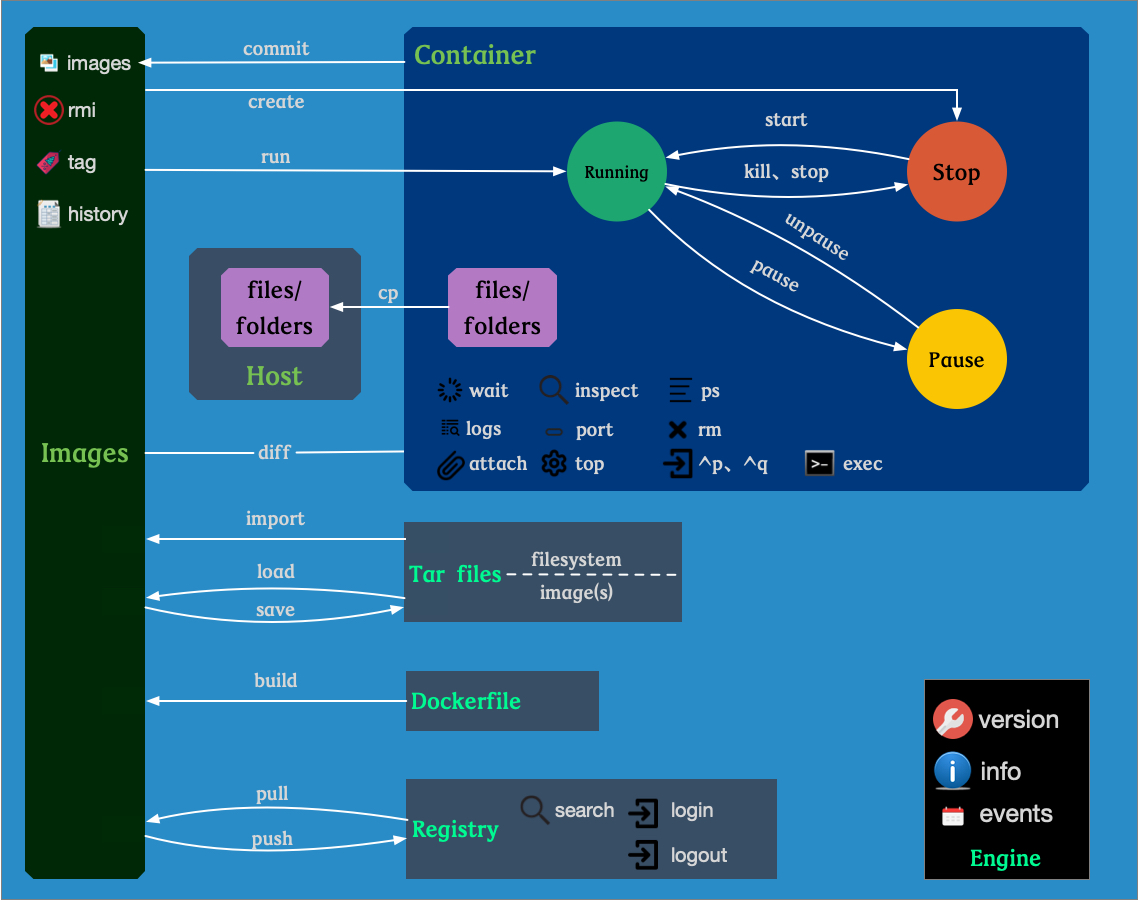 images
rmi
tag
history
Images
commit
create
run
Container
start
Running
kill、stop
Stop
unpause
pause
Pause
files/
folders
Host
cp
files/
folders
wait
inspect
ps
logs
port
rm
attach
top
^p、^q
exec
diff
import
load
save
Tar files
filesystem
image(s)
build
Dockerfile
pull
push
Registry
search
login
logout
version
info
events
Engine